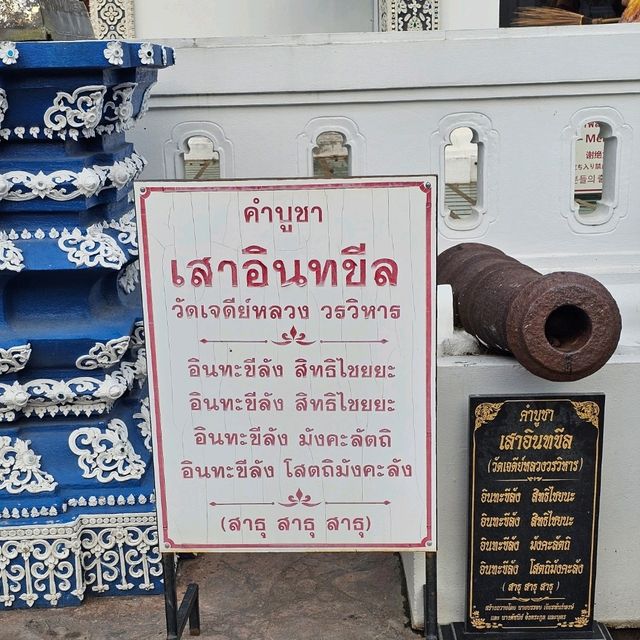 คำบูชา
เสาอินทขีล
วัดเจดีย์หลวง วรวิหาร
อินทะขีลัง สิทธิไชยยะ
อินทะขีลัง สิทธิไชยยะ
อินทะขีลัง มังคะลัตถิ
อินทะขีลัง โสตถิมังคะลัง
(สาธุ สาธุ สาธุ)
คำบูชา
เสาอินทขีล
(วัดเจดีย์หลวงวรวิหาร)
อินทะขีลัง สิทธิไชยนะ
อินทะขีลัง สิทธิไชยะ
อินทะขีลัง มังคะลัตถิ
อินทะขีลัง โสตถิมังคะลัง
(สาธุ สาธุ สาธุ)